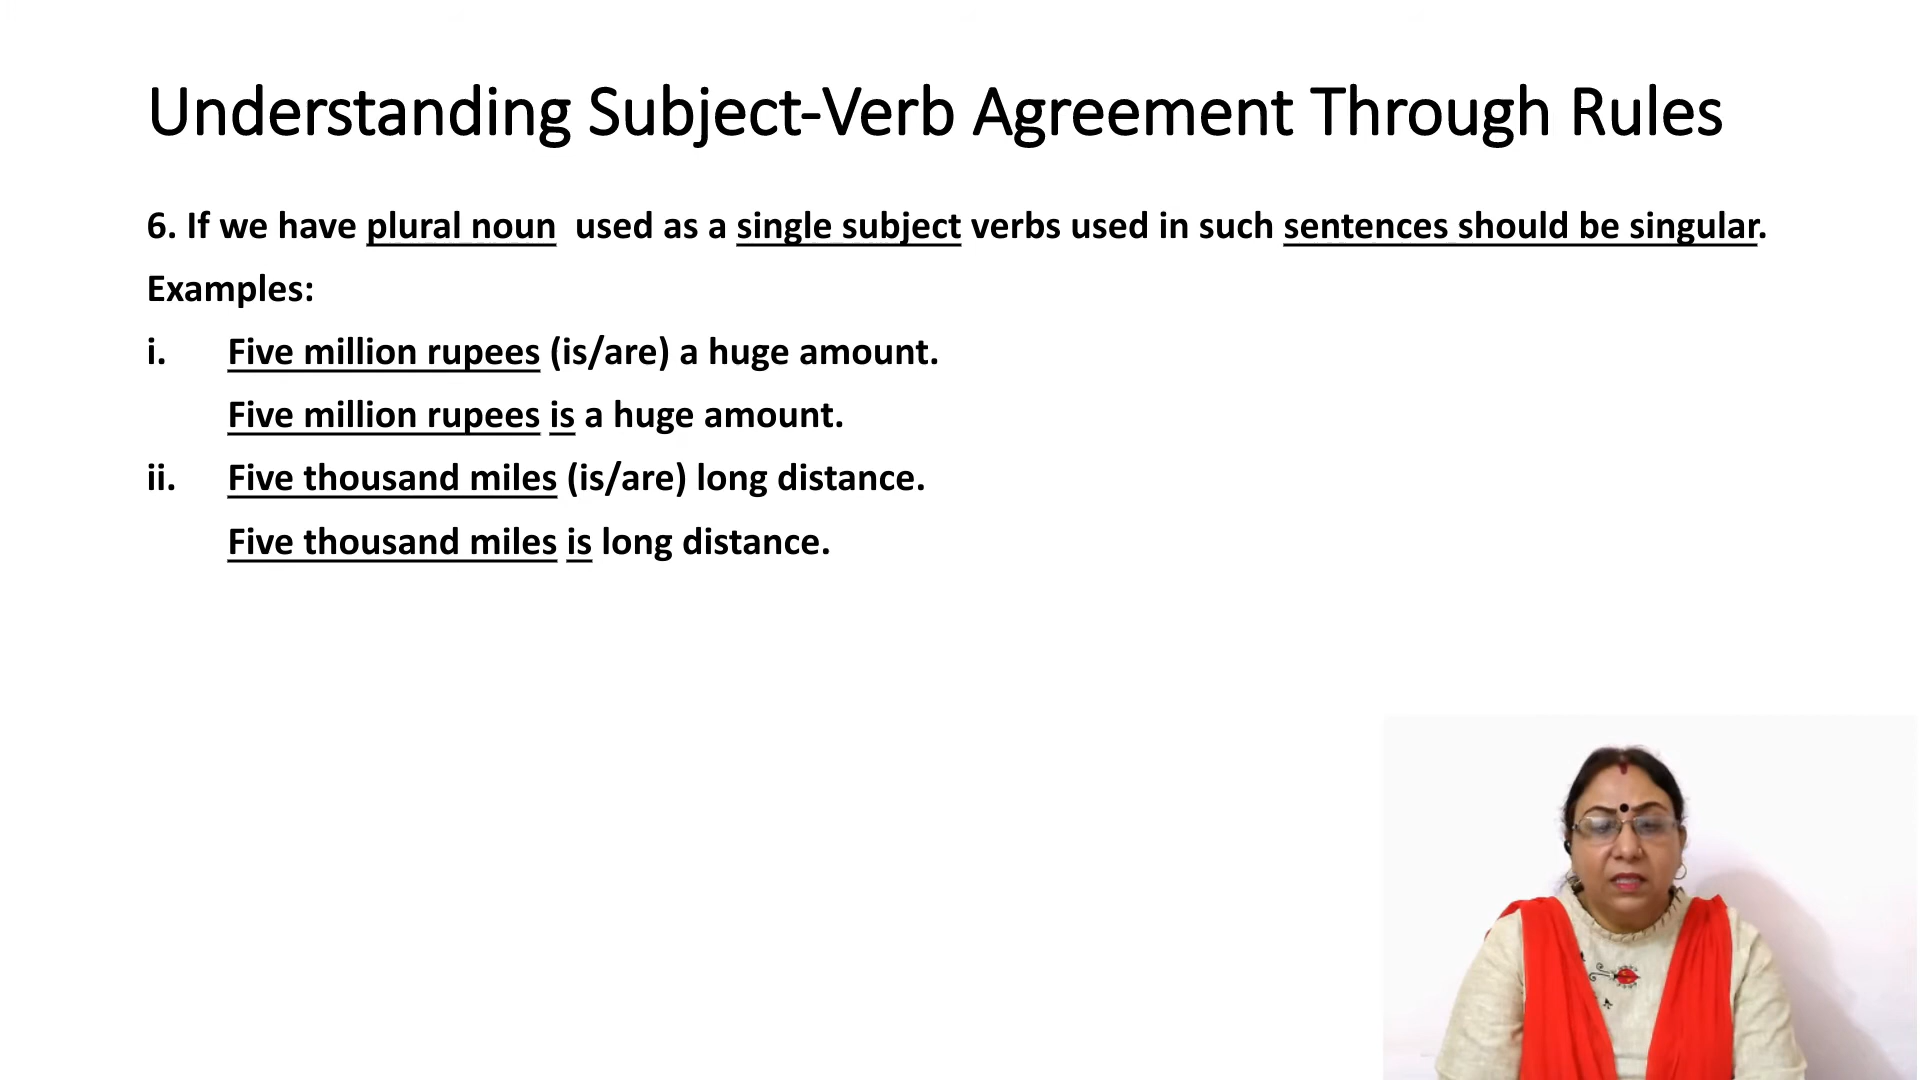 Understanding Subject-Verb Agreement Through Rules
6. If we have plural noun used as a single subject verbs used in such sentences should be singular.
Examples:
i. Five million rupees (is/are) a huge amount.
Five million rupees is a huge amount.
ii. Five thousand miles (is/are) long distance.
Five thousand miles is long distance.